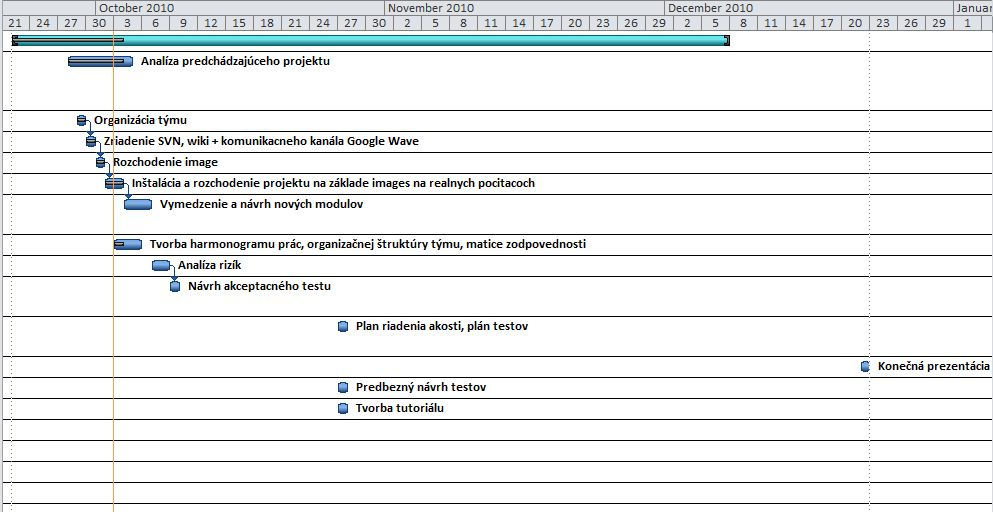 October 2010 November 2010 December 2010 Januar
21 24 27 30 3 6 9 12 15 18 21 24 27 30 2 5 8 11 14 17 20 23 26 29 2 5 8 11 14 17 20 23 26 29 1
Analíza predchádzajúceho projektu
Organizácia týmu
Zriadenie SVN, wiki + komunikacneho kanála Google Wave
Rozchodenie image
Inštalácia a rozchodenie projektu na základe images na realnych pocitacoch
Vymedzenie a návrh nových modulov
Tvorba harmonogramu prác, organizačnej štruktúry týmu, matice zodpovednosti
Analíza rizík
Návrh akceptacného testu
Plan riadenia akosti, plán testov
Konečná prezentácia
Predbezný návrh testov
Tvorba tutoriálu